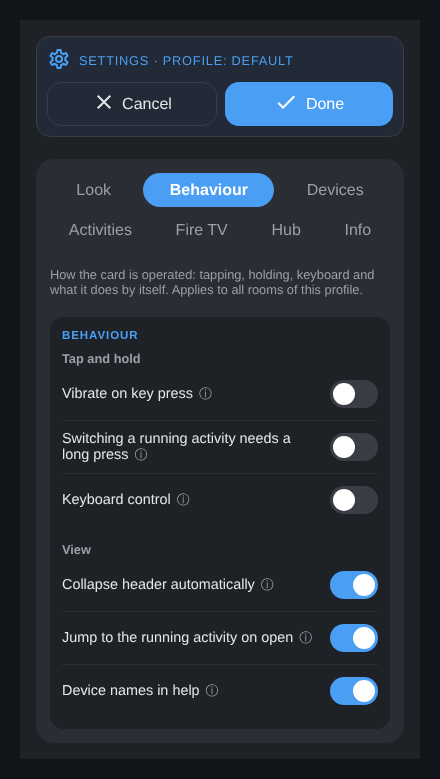 SETTINGS · PROFILE: DEFAULT
Cancel
Done
Look
Behaviour
Devices
Activities
Fire TV
Hub
Info
How the card is operated: tapping, holding, keyboard and
what it does by itself. Applies to all rooms of this profile.
BEHAVIOUR
Tap and hold
Vibrate on key press ⓘ
Switching a running activity needs a
long press ⓘ
Keyboard control ⓘ
View
Collapse header automatically ⓘ
Jump to the running activity on open ⓘ
Device names in help ⓘ